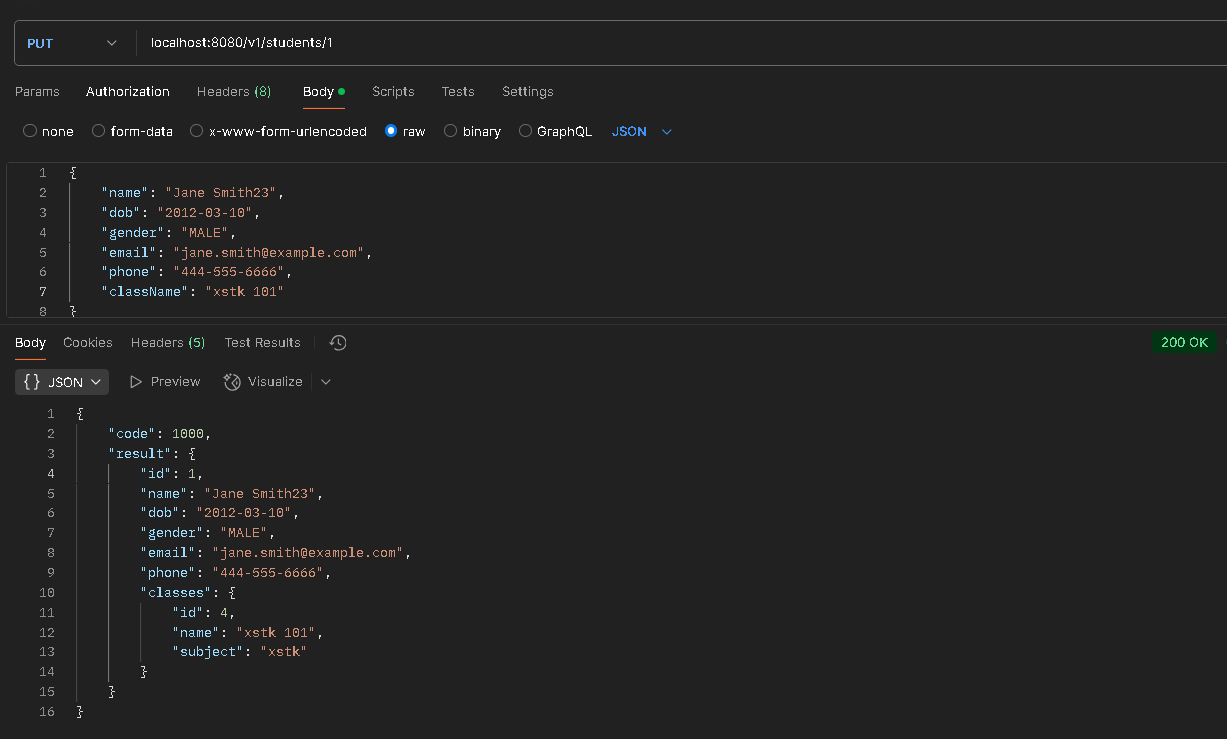 PUT localhost:8080/v1/students/1
Params Authorization Headers (8) Body Scripts Tests Settings
none form-data x-www-form-urlencoded raw binary GraphQL JSON
1 {
2 "name": "Jane Smith23",
3 "dob": "2012-03-10",
4 "gender": "MALE",
5 "email": "jane.smith@example.com",
6 "phone": "444-555-6666",
7 "className": "xstk 101"
8 }
Body Cookies Headers (5) Test Results 200 OK
{} JSON Preview Visualize
1 {
2 "code": 1000,
3 "result": {
4 "id": 1,
5 "name": "Jane Smith23",
6 "dob": "2012-03-10",
7 "gender": "MALE",
8 "email": "jane.smith@example.com",
9 "phone": "444-555-6666",
10 "classes": {
11 "id": 4,
12 "name": "xstk 101",
13 "subject": "xstk"
14 }
15 }
16 }